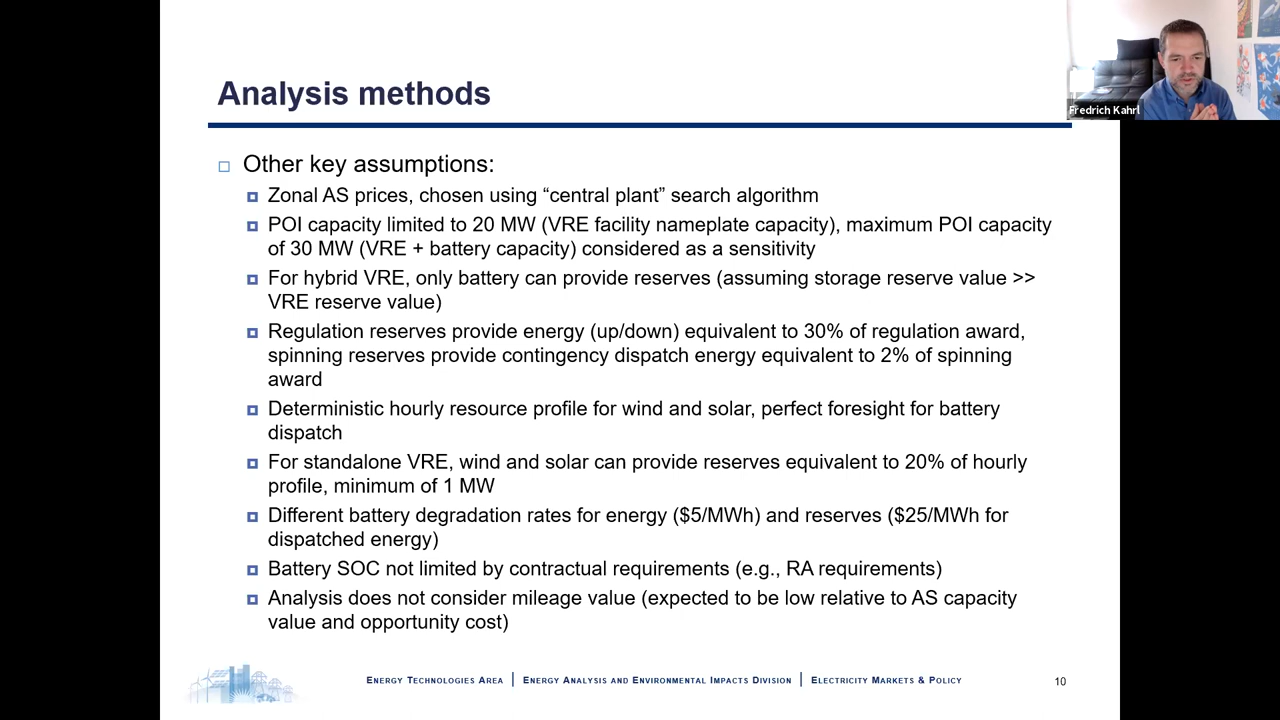 Fredrich Kahrl
Analysis methods
Other key assumptions:
Zonal AS prices, chosen using “central plant” search algorithm
POI capacity limited to 20 MW (VRE facility nameplate capacity), maximum POI capacity
of 30 MW (VRE + battery capacity) considered as a sensitivity
For hybrid VRE, only battery can provide reserves (assuming storage reserve value >>
VRE reserve value)
Regulation reserves provide energy (up/down) equivalent to 30% of regulation award,
spinning reserves provide contingency dispatch energy equivalent to 2% of spinning
award
Deterministic hourly resource profile for wind and solar, perfect foresight for battery
dispatch
For standalone VRE, wind and solar can provide reserves equivalent to 20% of hourly
profile, minimum of 1 MW
Different battery degradation rates for energy ($5/MWh) and reserves ($25/MWh for
dispatched energy)
Battery SOC not limited by contractual requirements (e.g., RA requirements)
Analysis does not consider mileage value (expected to be low relative to AS capacity
value and opportunity cost)
Energy Technologies Area | Energy Analysis and Environmental Impacts Division | Electricity Markets & Policy
10